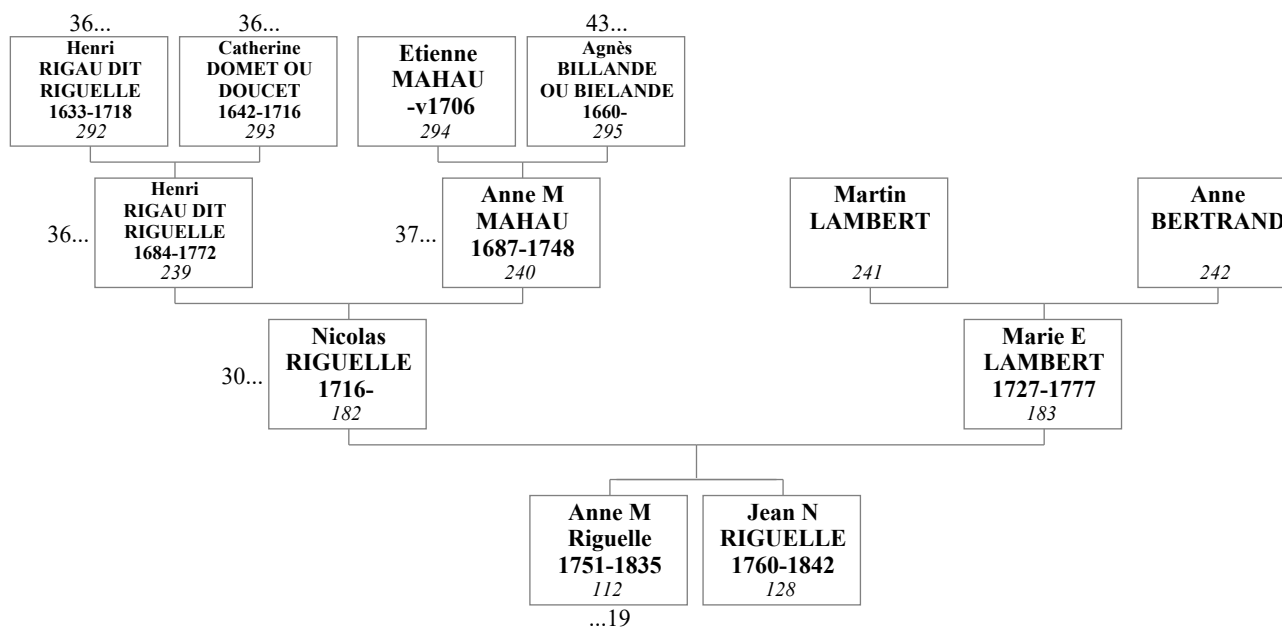 36...
36...
43...
Henri
RIGAU DIT
RIGUELLE
1633-1718
292
Catherine
DOMET OU
DOUCET
1642-1716
293
Etienne
MAHAU
-v1706
294
Agnès
BILLANDE
OU BIELANDE
1660-
295
36...
Henri
RIGAU DIT
RIGUELLE
1684-1772
239
37...
Anne M
MAHAU
1687-1748
240
Martin
LAMBERT
241
Anne
BERTRAND
242
30...
Nicolas
RIGUELLE
1716-
182
Marie E
LAMBERT
1727-1777
183
Anne M
Riguelle
1751-1835
112
Jean N
RIGUELLE
1760-1842
128
...19